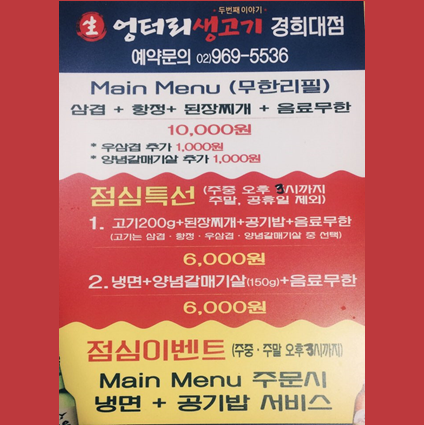 - 두번째 이야기 -
生 엉터리생고기 경희대점
예약문의 02)969-5536
Main Menu (무한리필)
삼겹 + 황정+ 된장찌개 + 음료무한
10,000원
* 우삼겹 추가 1,000원
* 양념갈매기살 추가 1,000원
점심특선 (주중 오후 3시까지
주말, 공휴일 제외)
1. 고기200g+된장찌개+공기밥+음료무한
(고기는 삼겹 · 항정 · 우삼겹 · 양념갈매기살 중 선택)
6,000원
2. 냉면+양념갈매기살(150g)+음료무한
6,000원
점심이벤트 (주중 · 주말 오후 3시까지)
Main Menu 주문시
냉면 + 공기밥 서비스